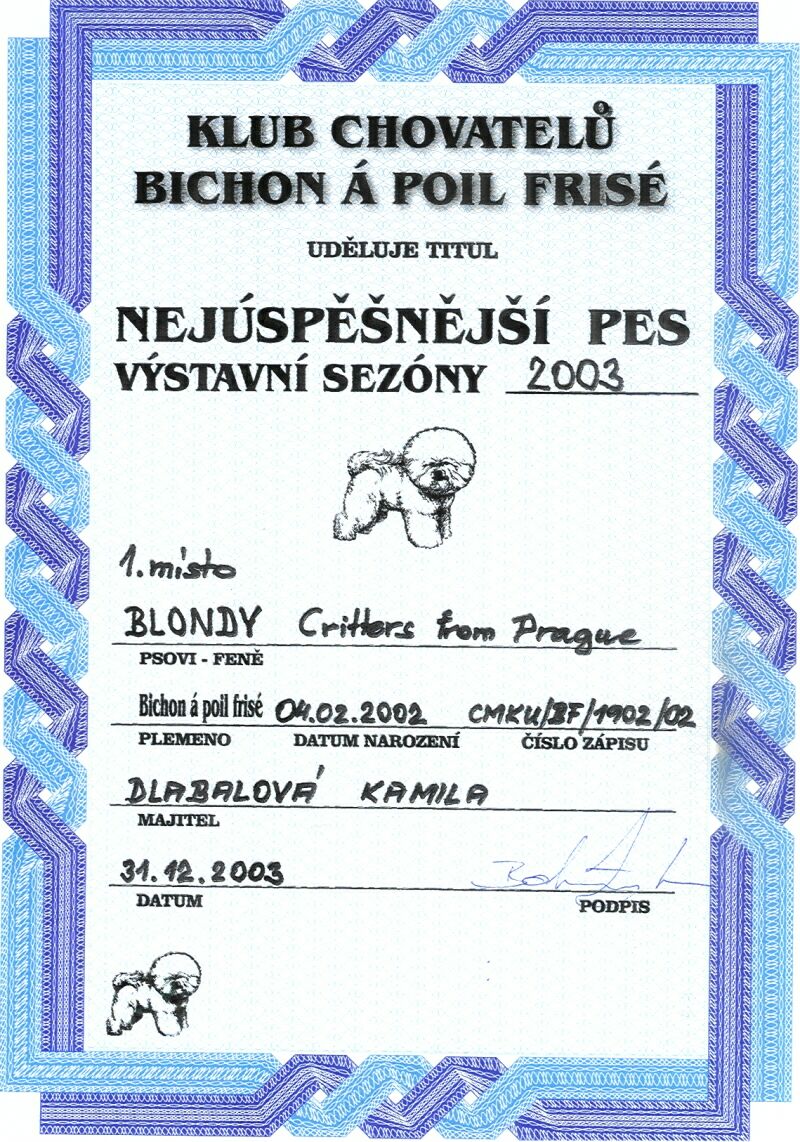 KLUB CHOVATELŮ
BICHON Á POIL FRISÉ
UDĚLUJE TITUL
NEJÚSPĚŠNĚJŠÍ PES
VÝSTAVNÍ SEZÓNY 2003
1. místo
BLONDY Critters from Prague
PSOVI - FENĚ
Bichon á poil frisé 04.02.2002 CMKU/BF/1902/02
PLEMENO DATUM NAROZENÍ ČÍSLO ZÁPISU
DLABALOVÁ KAMILA
MAJITEL
31.12.2003
DATUM PODPIS